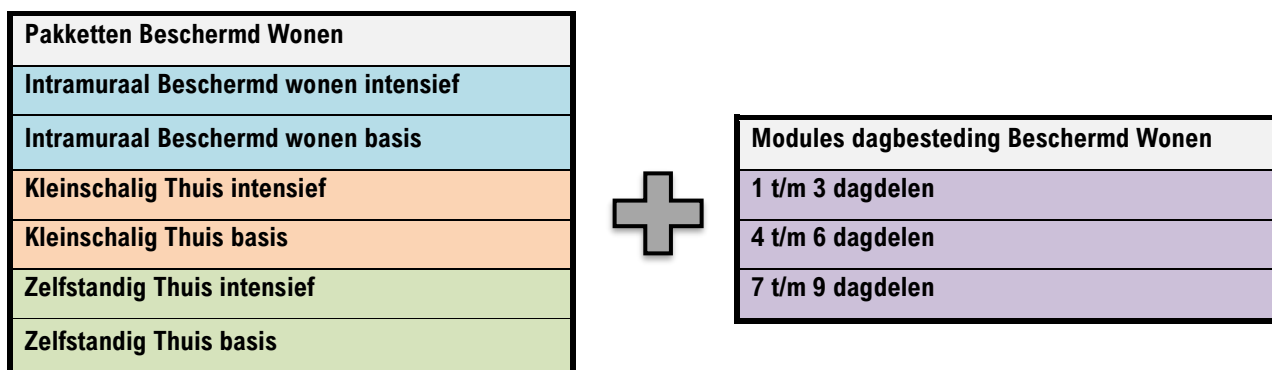 Pakketten Beschermd Wonen
Intramuraal Beschermd wonen intensief
Intramuraal Beschermd wonen basis
Kleinschalig Thuis intensief
Kleinschalig Thuis basis
Zelfstandig Thuis intensief
Zelfstandig Thuis basis
Modules dagbesteding Beschermd Wonen
1 t/m 3 dagdelen
4 t/m 6 dagdelen
7 t/m 9 dagdelen